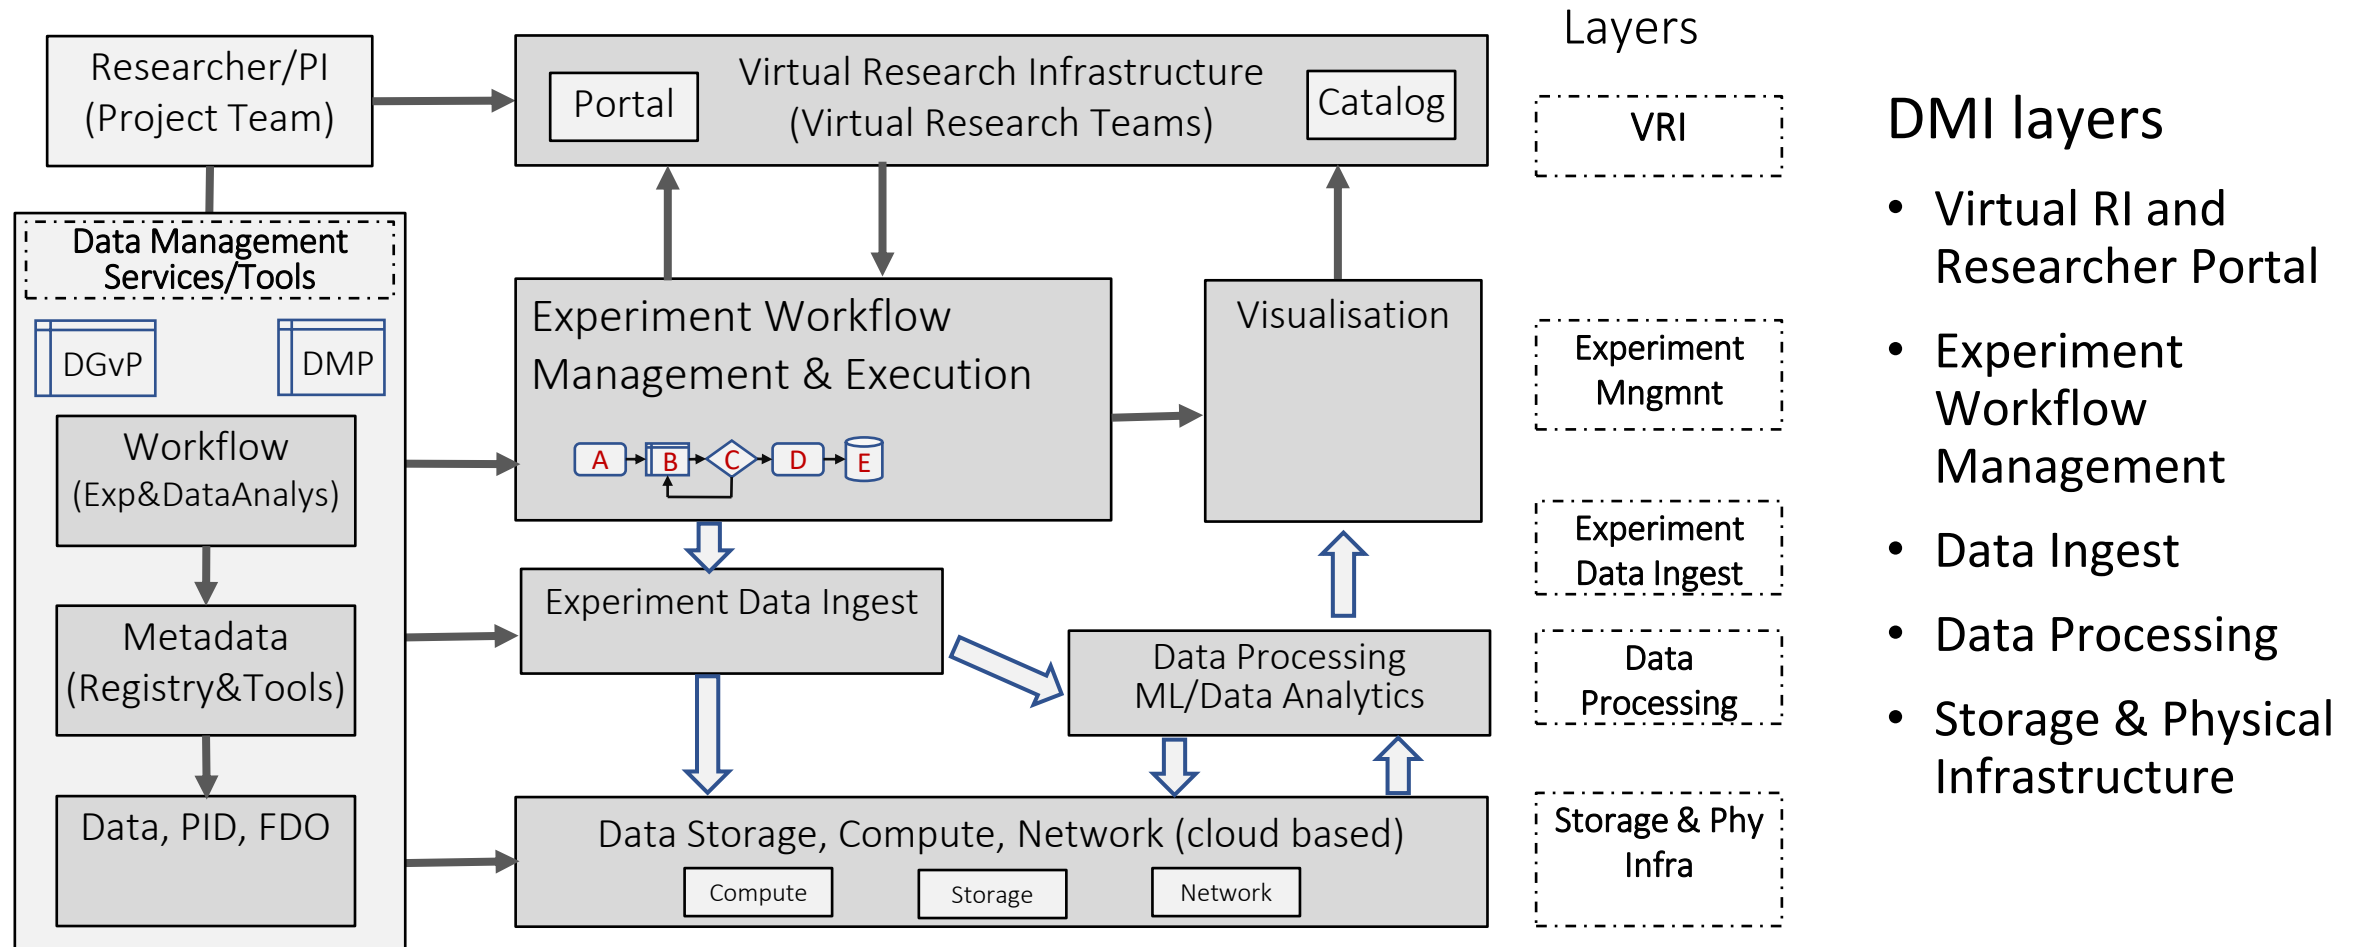 Layers
Researcher/PI
(Project Team)
Virtual Research Infrastructure
(Virtual Research Teams)
Portal
Catalog
VRI
DMI layers
• Virtual RI and
Researcher Portal
• Experiment
Workflow
Management
• Data Ingest
• Data Processing
• Storage & Physical
Infrastructure
Data Management
Services/Tools
DGvP
DMP
Workflow
(Exp&DataAnalys)
Metadata
(Registry&Tools)
Data, PID, FDO
Experiment Workflow
Management & Execution
A
B
C
D
E
Visualisation
Experiment
Mngmnt
Experiment Data Ingest
Experiment
Data Ingest
Data Processing
ML/Data Analytics
Data
Processing
Data Storage, Compute, Network (cloud based)
Compute
Storage
Network
Storage & Phy
Infra